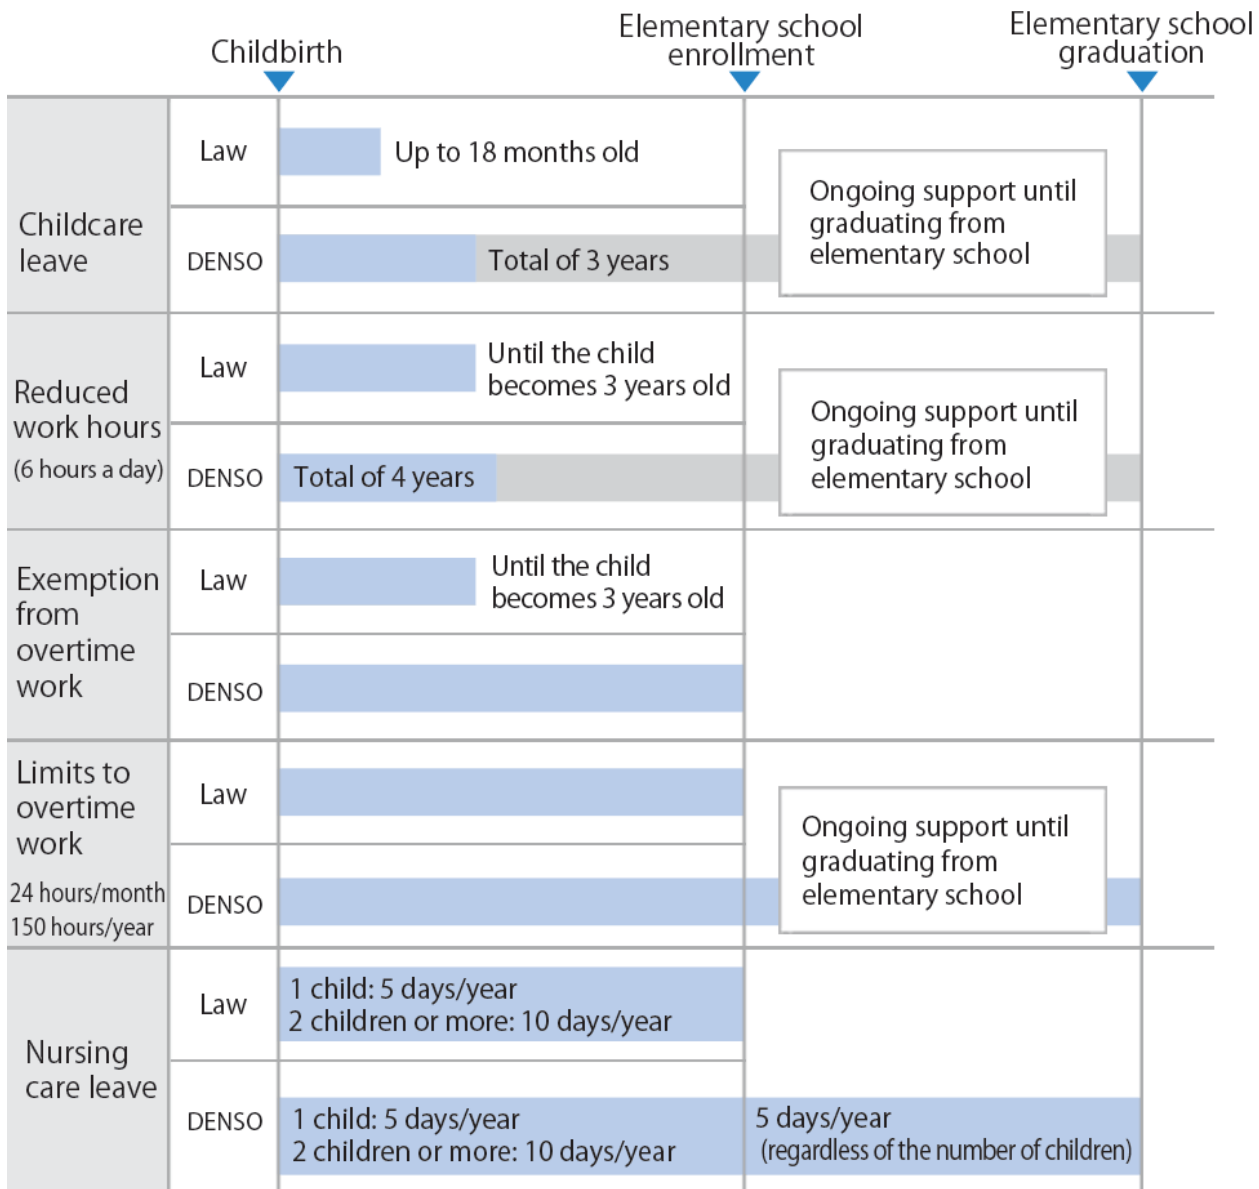 Childbirth
Elementary school
enrollment
Elementary school
graduation
Childcare
leave
Law
Up to 18 months old
DENSO
Total of 3 years
Ongoing support until
graduating from
elementary school
Reduced
work hours
(6 hours a day)
Law
Until the child
becomes 3 years old
DENSO
Total of 4 years
Ongoing support until
graduating from
elementary school
Exemption
from
overtime
work
Law
Until the child
becomes 3 years old
DENSO
Limits to
overtime
work
24 hours/month
150 hours/year
Law
DENSO
Ongoing support until
graduating from
elementary school
Nursing
care leave
Law
1 child: 5 days/year
2 children or more: 10 days/year
DENSO
1 child: 5 days/year
2 children or more: 10 days/year
5 days/year
(regardless of the number of children)